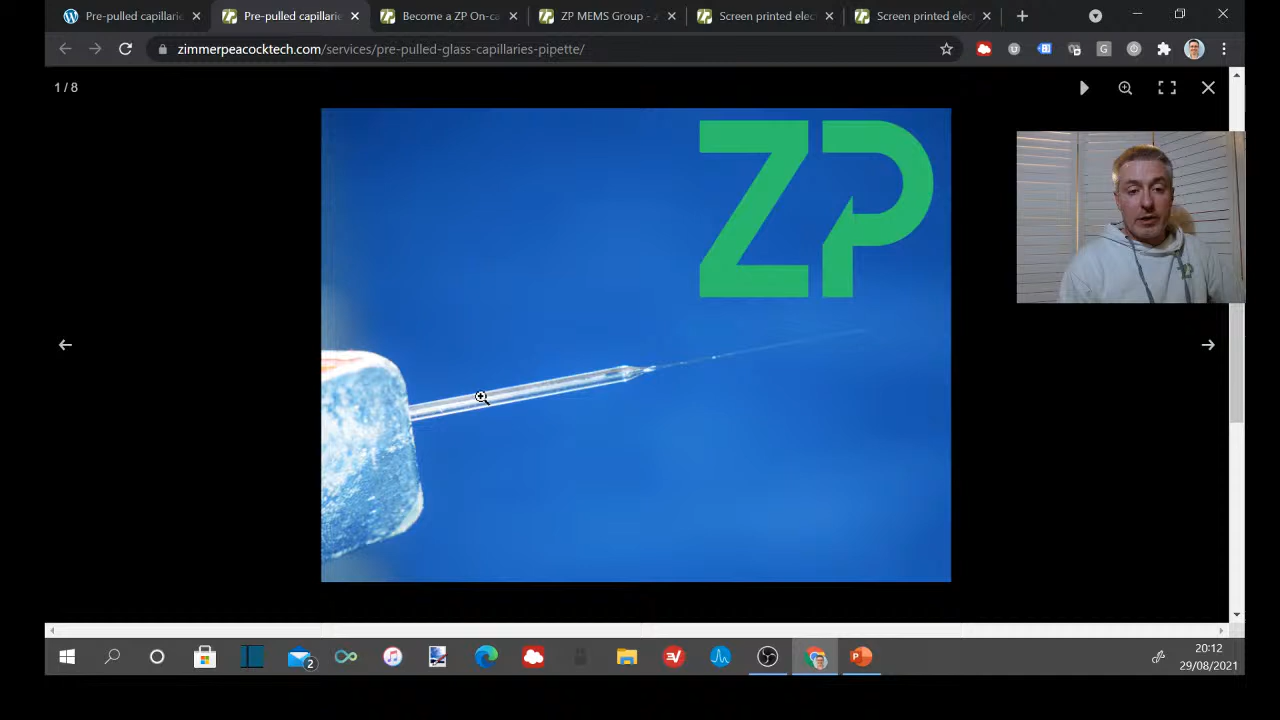 Pre-pulled capillarie
Pre-pulled capillarie
Become a ZP On-ca
ZP MEMS Group - z
Screen printed elec
Screen printed elec
zimmerpeacocktech.com/services/pre-pulled-glass-capillaries-pipette/
1 / 8
ZP
2
20:12
29/08/2021